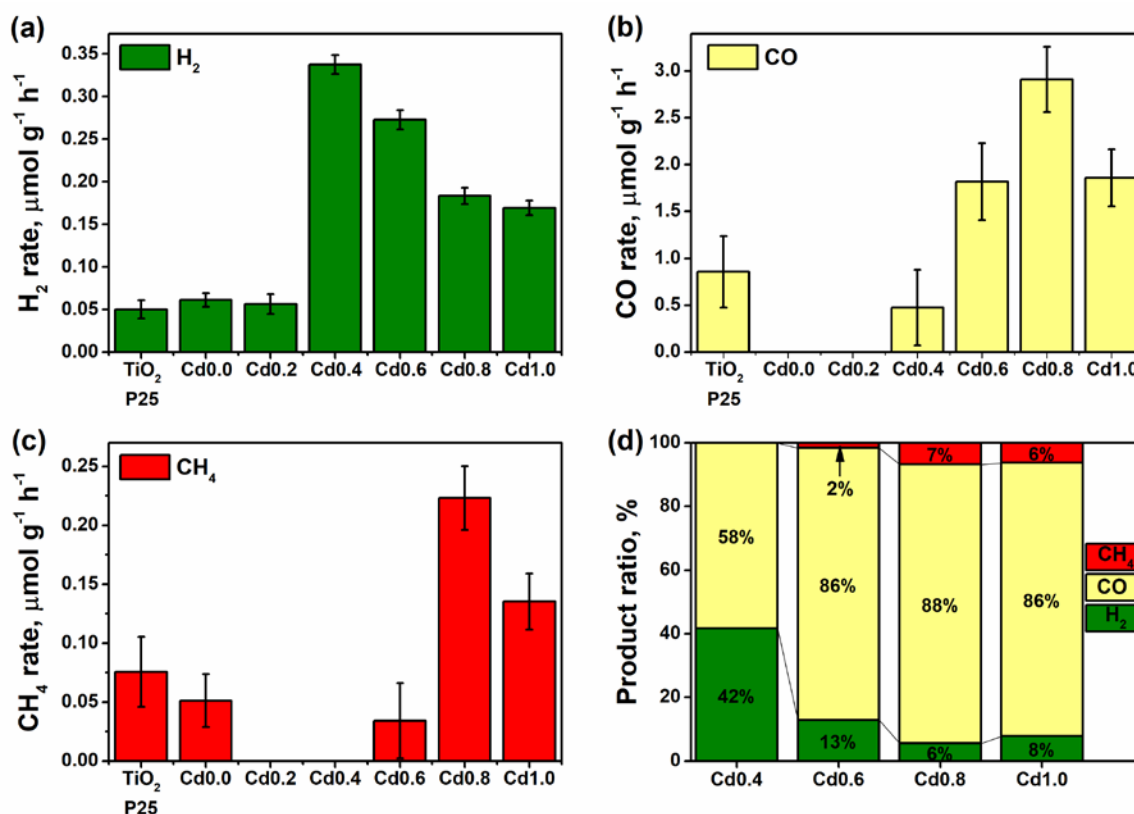 (a)
H₂
H₂ rate, μmol g⁻¹ h⁻¹
0.35
0.30
0.25
0.20
0.15
0.10
0.05
0.00
TiO₂ P25
Cd0.0
Cd0.2
Cd0.4
Cd0.6
Cd0.8
Cd1.0
(b)
CO
CO rate, μmol g⁻¹ h⁻¹
3.0
2.5
2.0
1.5
1.0
0.5
0.0
TiO₂ P25
Cd0.0
Cd0.2
Cd0.4
Cd0.6
Cd0.8
Cd1.0
(c)
CH₄
CH₄ rate, μmol g⁻¹ h⁻¹
0.25
0.20
0.15
0.10
0.05
0.00
TiO₂ P25
Cd0.0
Cd0.2
Cd0.4
Cd0.6
Cd0.8
Cd1.0
(d)
Product ratio, %
100
80
60
40
20
0
58%
42%
2%
86%
13%
7%
88%
6%
6%
86%
8%
Cd0.4
Cd0.6
Cd0.8
Cd1.0
CH₄
CO
H₂